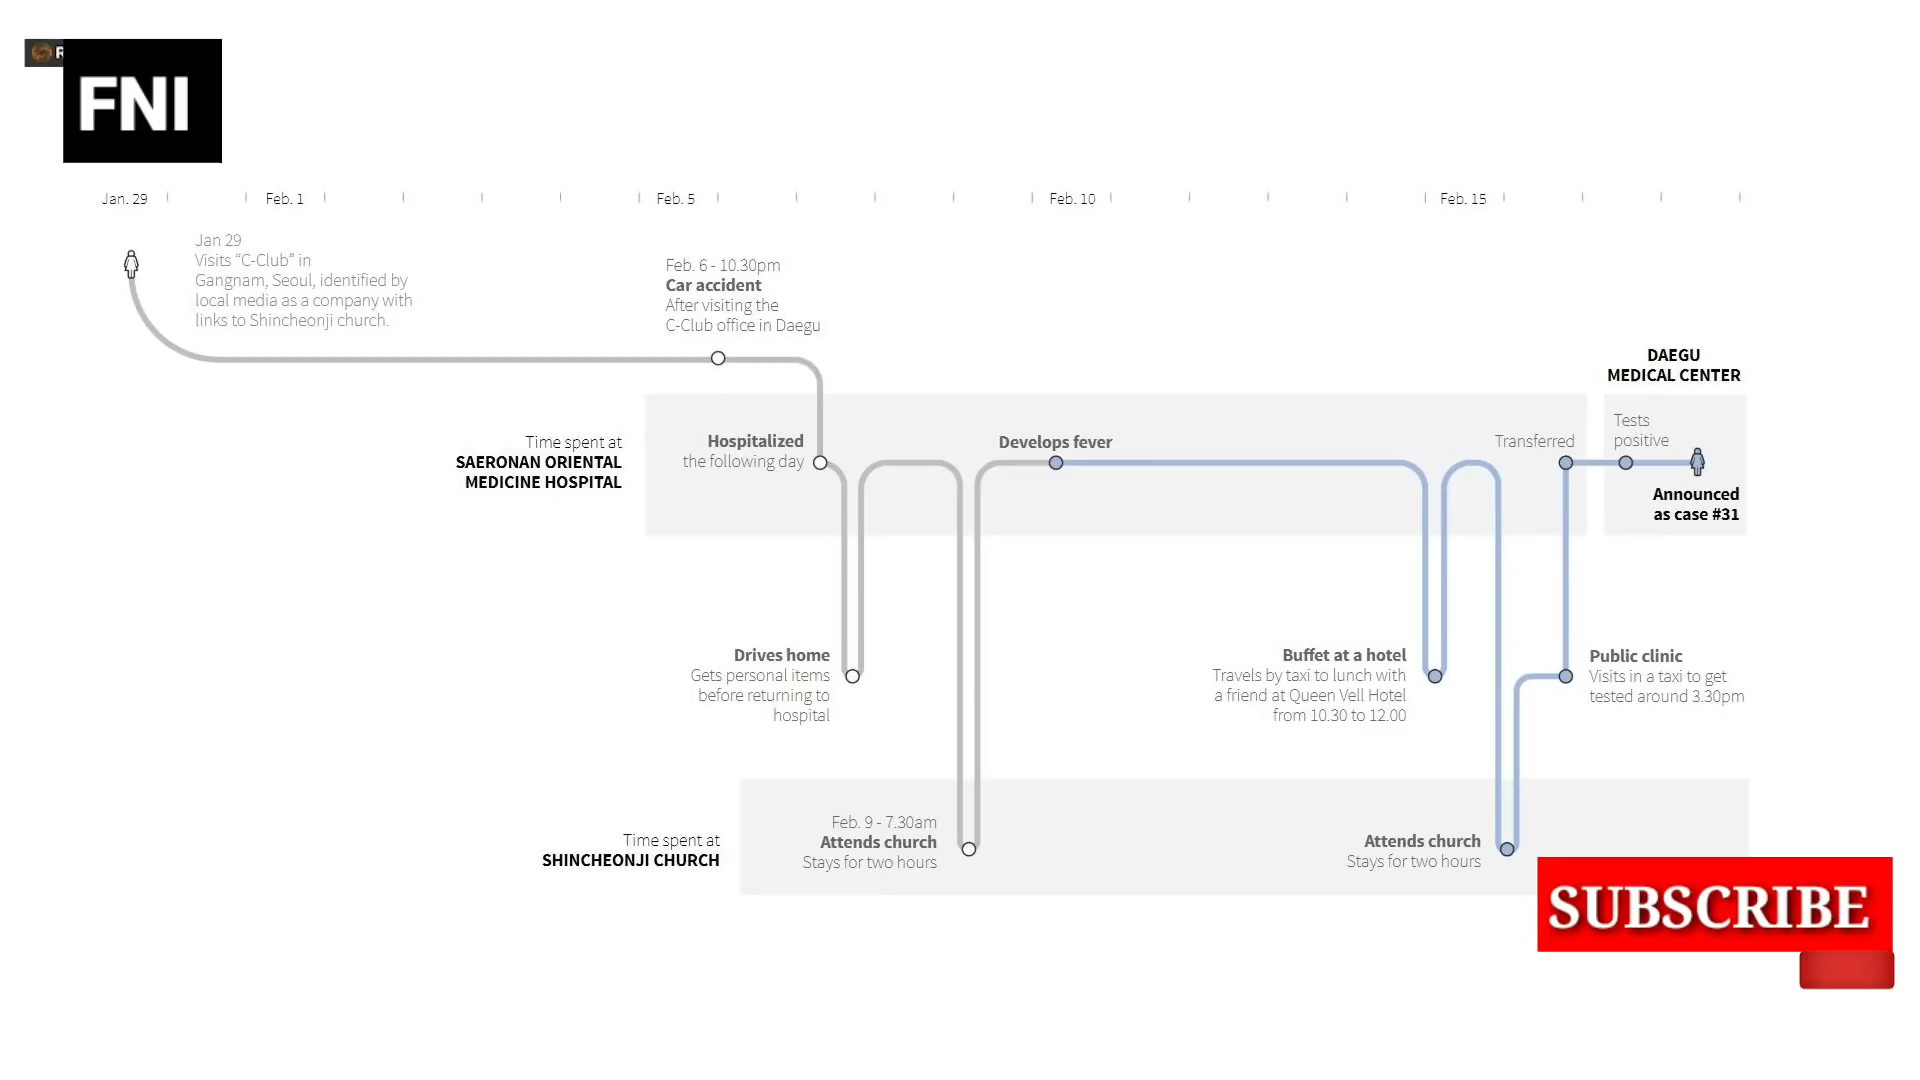 FNI
Jan. 29
Feb. 1
Feb. 5
Feb. 10
Feb. 15
Jan 29
Visits “C-Club” in
Gangnam, Seoul, identified by
local media as a company with
links to Shincheonji church.
Feb. 6 - 10.30pm
Car accident
After visiting the
C-Club office in Daegu
DAEGU
MEDICAL CENTER
Time spent at
SAERONAN ORIENTAL
MEDICINE HOSPITAL
Hospitalized
the following day
Develops fever
Transferred
Tests
positive
Announced
as case #31
Drives home
Gets personal items
before returning to
hospital
Buffet at a hotel
Travels by taxi to lunch with
a friend at Queen Vell Hotel
from 10.30 to 12.00
Public clinic
Visits in a taxi to get
tested around 3.30pm
Time spent at
SHINCHEONJI CHURCH
Feb. 9 - 7.30am
Attends church
Stays for two hours
Attends church
Stays for two hours
SUBSCRIBE